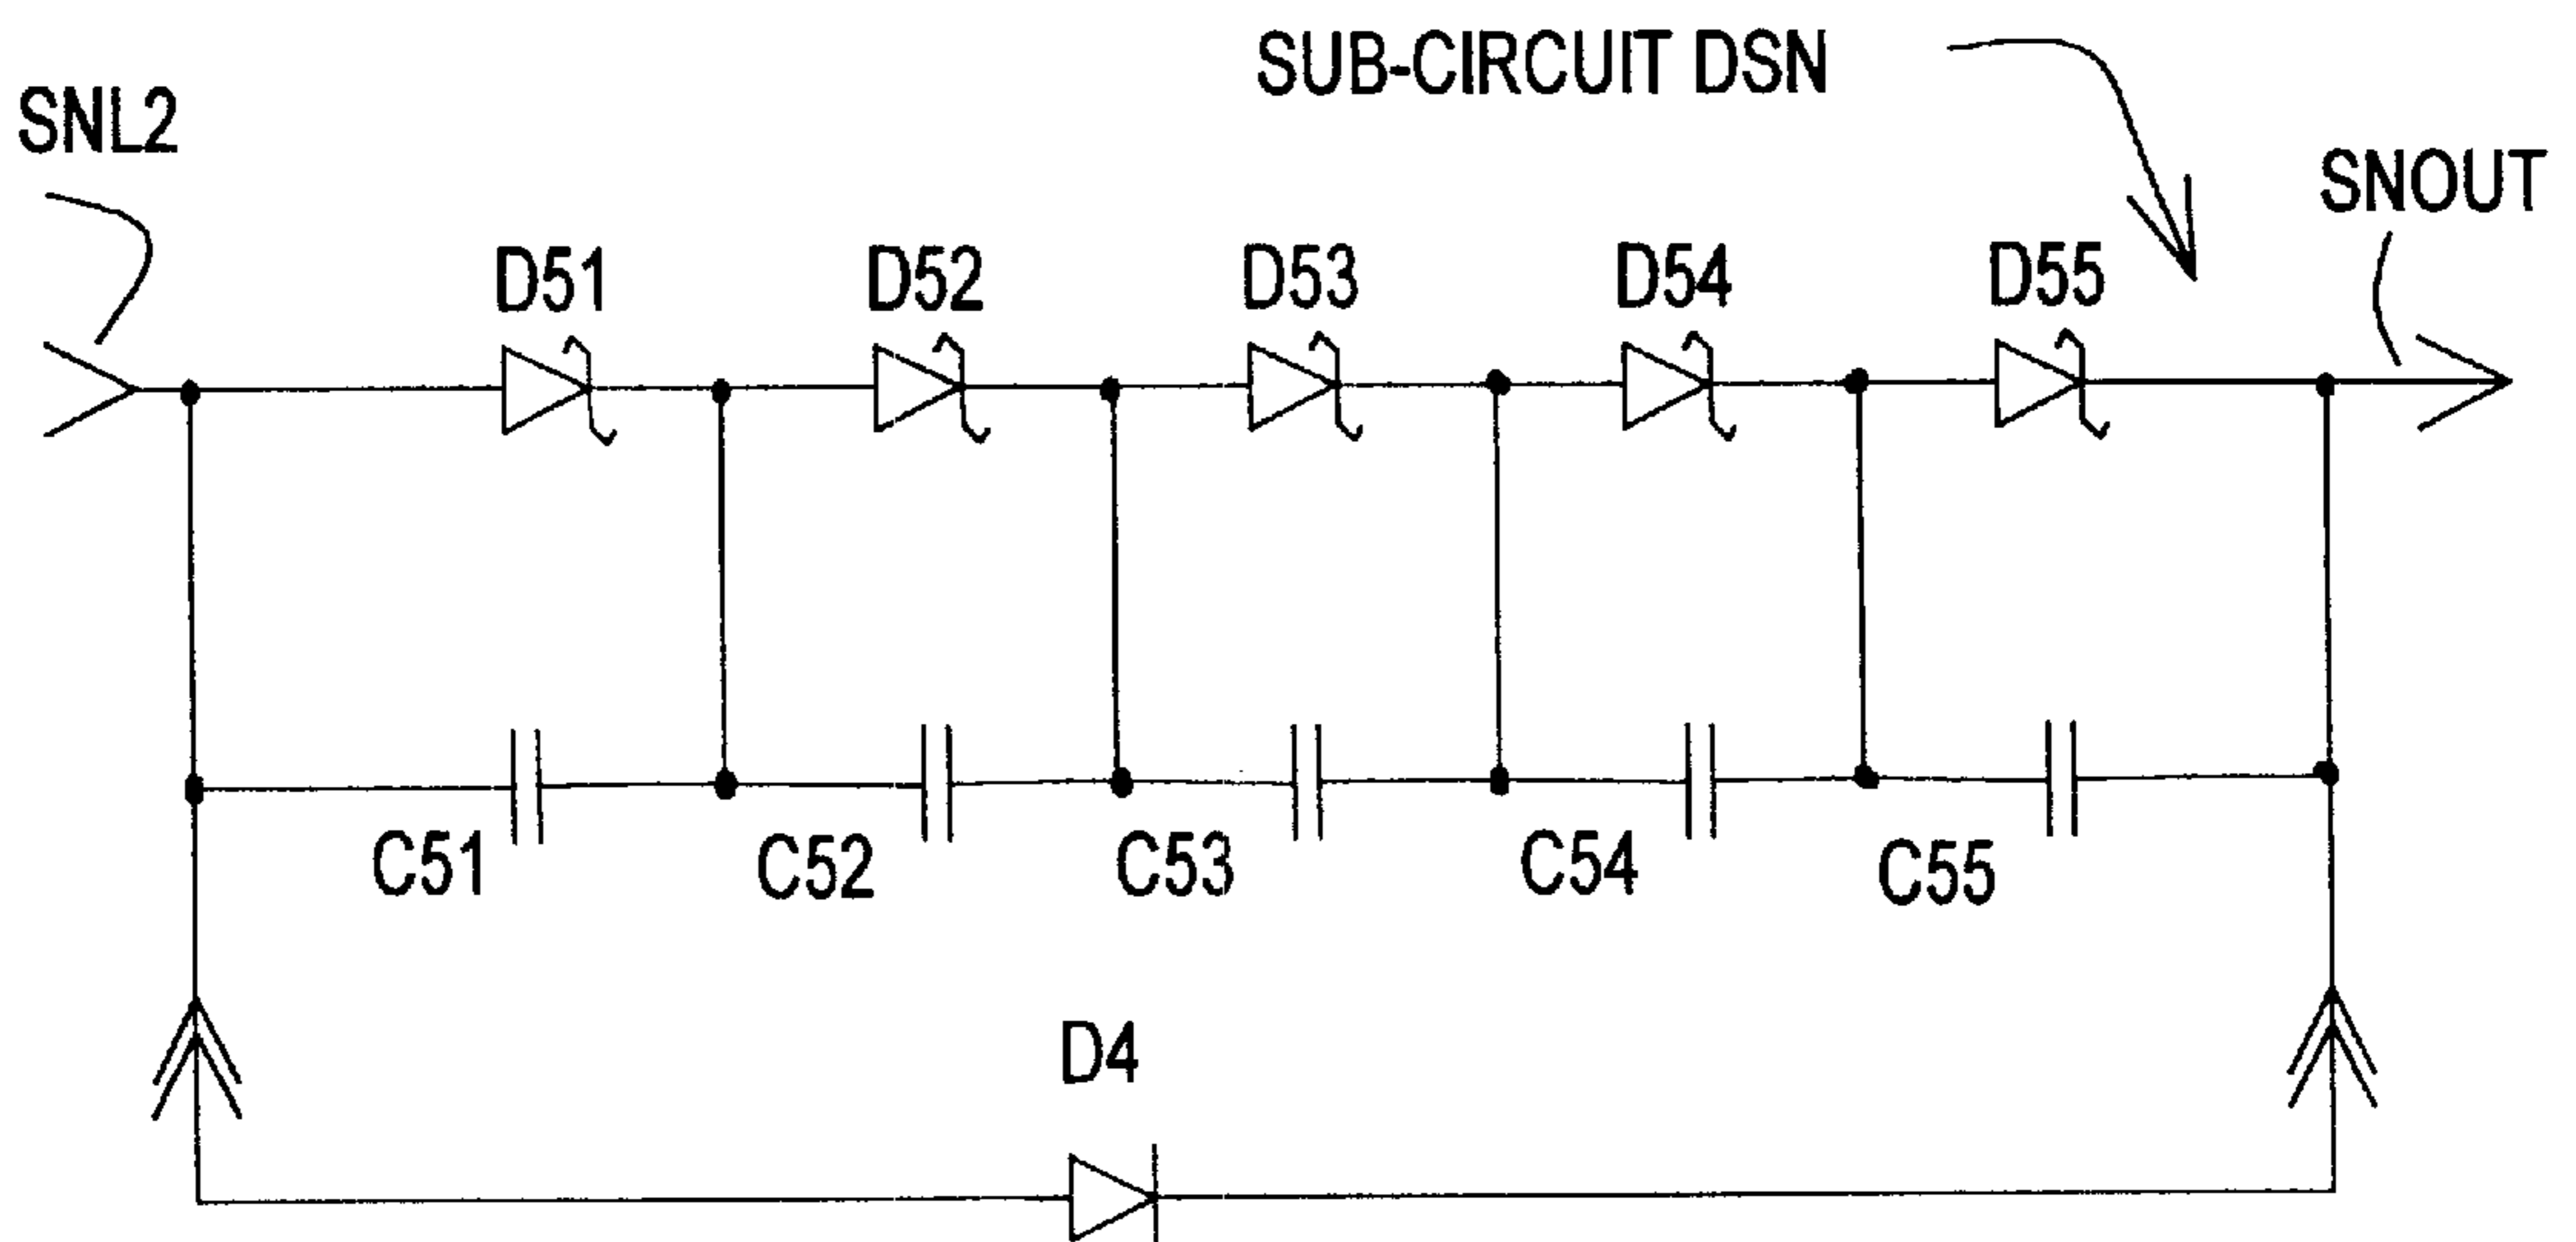 SUB-CIRCUIT DSN
SNL2
SNOUT
D51
D52
D53
D54
D55
C51
C52
C53
C54
C55
D4